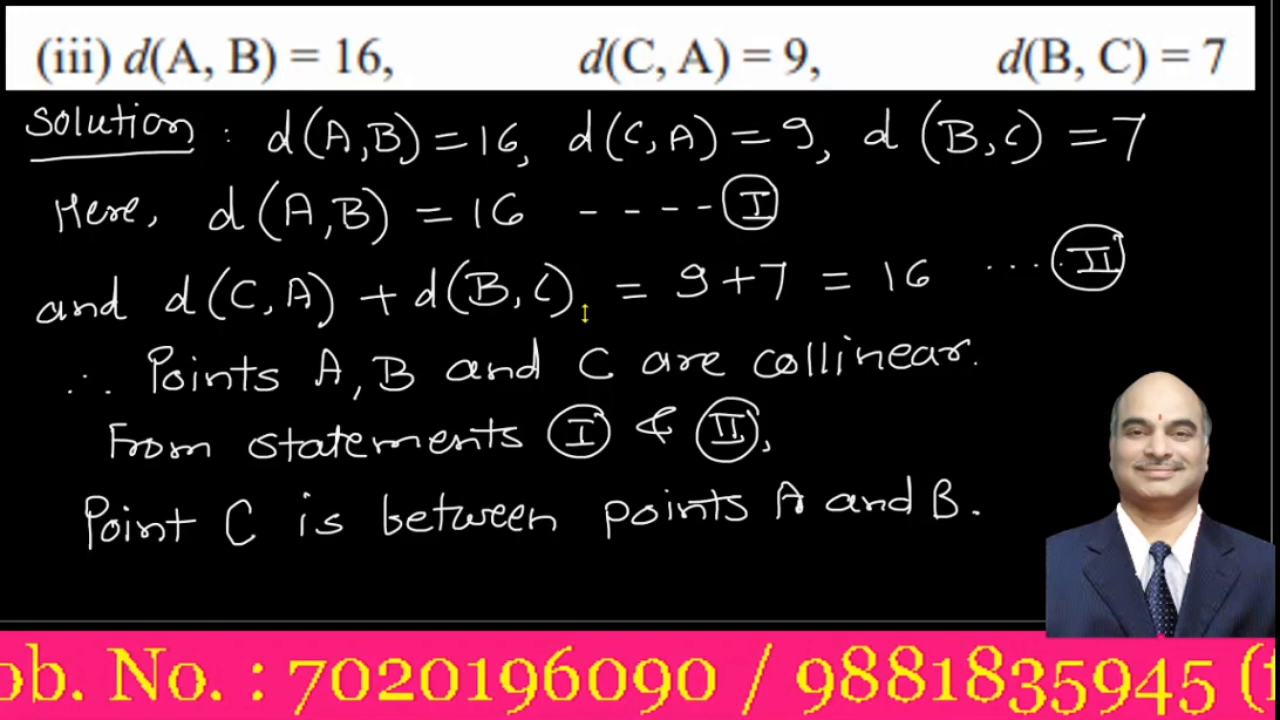 (iii) d(A, B) = 16, d(C, A) = 9, d(B, C) = 7
Solution : d(A,B) = 16, d(C,A) = 9, d(B,C) = 7
Here, d(A,B) = 16 ---- I
and d(C,A) + d(B,C) = 9+7 = 16 .... II
∴ Points A, B and C are collinear.
From statements I & II,
Point C is between points A and B.
ob. No. : 7020196090 / 9881835945 (f